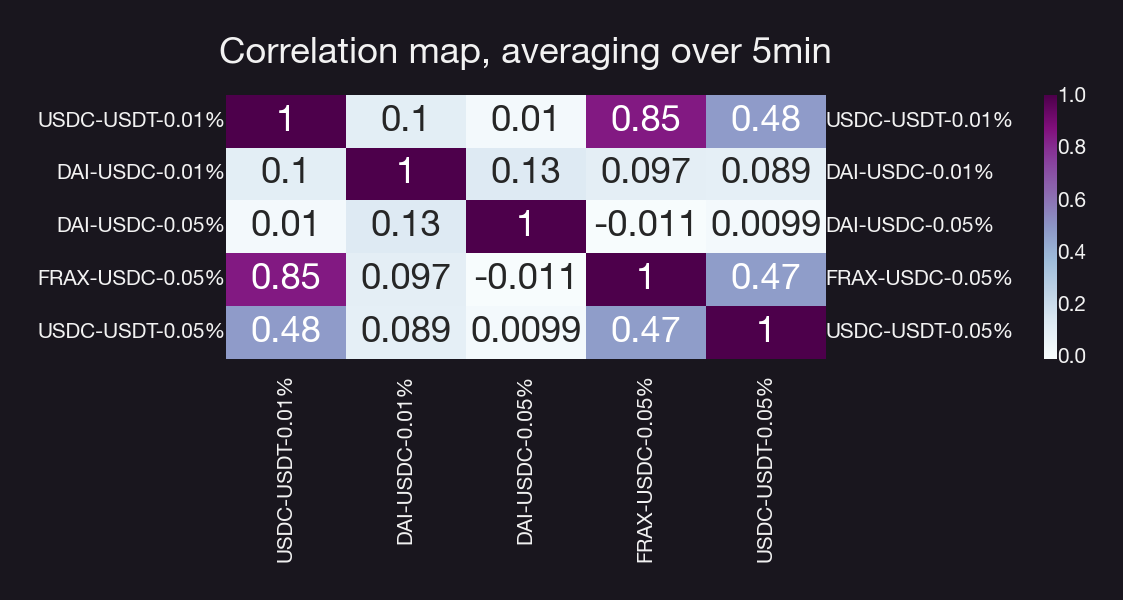 Correlation map, averaging over 5min
USDC-USDT-0.01% 1 0.1 0.01 0.85 0.48 USDC-USDT-0.01%
DAI-USDC-0.01% 0.1 1 0.13 0.097 0.089 DAI-USDC-0.01%
DAI-USDC-0.05% 0.01 0.13 1 -0.011 0.0099 DAI-USDC-0.05%
FRAX-USDC-0.05% 0.85 0.097 -0.011 1 0.47 FRAX-USDC-0.05%
USDC-USDT-0.05% 0.48 0.089 0.0099 0.47 1 USDC-USDT-0.05%
1.0
0.8
0.6
0.4
0.2
0.0
USDC-USDT-0.01%
DAI-USDC-0.01%
DAI-USDC-0.05%
FRAX-USDC-0.05%
USDC-USDT-0.05%